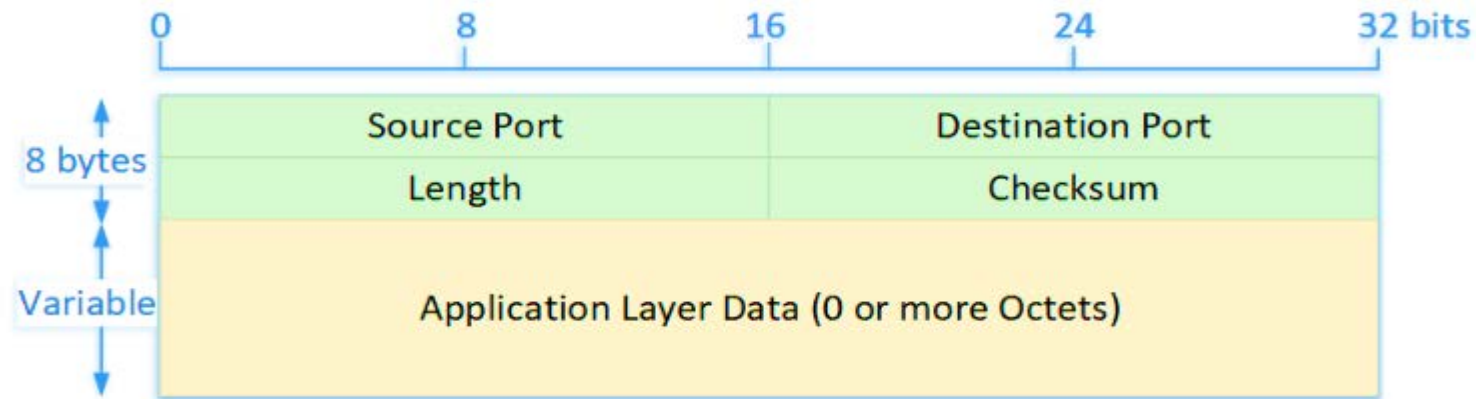 0 8 16 24 32 bits
Source Port Destination Port
8 bytes
Length Checksum
Variable
Application Layer Data (0 or more Octets)